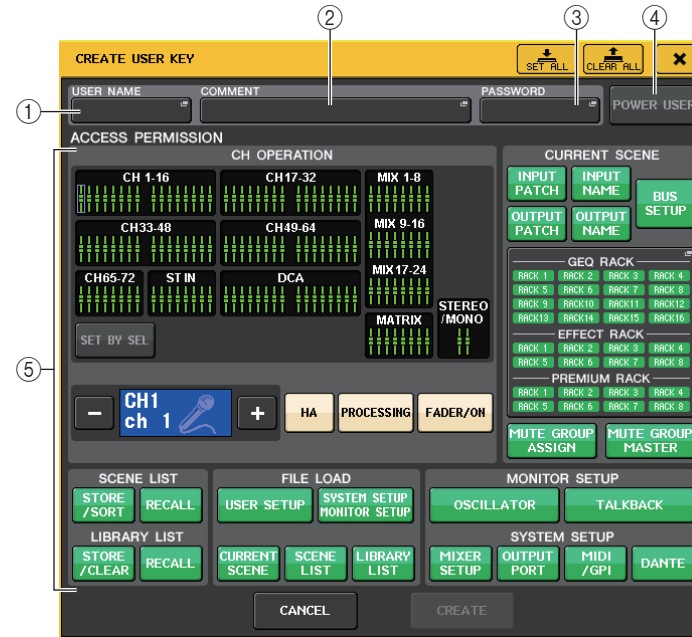 ② ③ ④
CREATE USER KEY
SET ALL
CLEAR ALL
①
USER NAME
COMMENT
PASSWORD
POWER USER
ACCESS PERMISSION
⑤
CH OPERATION
CH 1-16
CH17-32
MIX 1-8
CH33-48
CH49-64
MIX 9-16
CH65-72
ST IN
DCA
MIX17-24
MATRIX
STEREO
/MONO
SET BY SEL
CH1
ch 1
HA
PROCESSING
FADER/ON
CURRENT SCENE
INPUT
PATCH
INPUT
NAME
BUS
SETUP
OUTPUT
PATCH
OUTPUT
NAME
GEQ RACK
RACK 1 RACK 2 RACK 3 RACK 4
RACK 5 RACK 6 RACK 7 RACK 8
RACK 9 RACK10 RACK11 RACK12
RACK13 RACK14 RACK15 RACK16
EFFECT RACK
RACK 1 RACK 2 RACK 3 RACK 4
RACK 5 RACK 6 RACK 7 RACK 8
PREMIUM RACK
RACK 1 RACK 2 RACK 3 RACK 4
RACK 5 RACK 6 RACK 7 RACK 8
MUTE GROUP
ASSIGN
MUTE GROUP
MASTER
SCENE LIST
STORE
/SORT
RECALL
LIBRARY LIST
STORE
/CLEAR
RECALL
FILE LOAD
USER SETUP
SYSTEM SETUP
MONITOR SETUP
CURRENT
SCENE
SCENE
LIST
LIBRARY
LIST
MONITOR SETUP
OSCILLATOR
TALKBACK
SYSTEM SETUP
MIXER
SETUP
OUTPUT
PORT
MIDI
/GPI
DANTE
CANCEL
CREATE